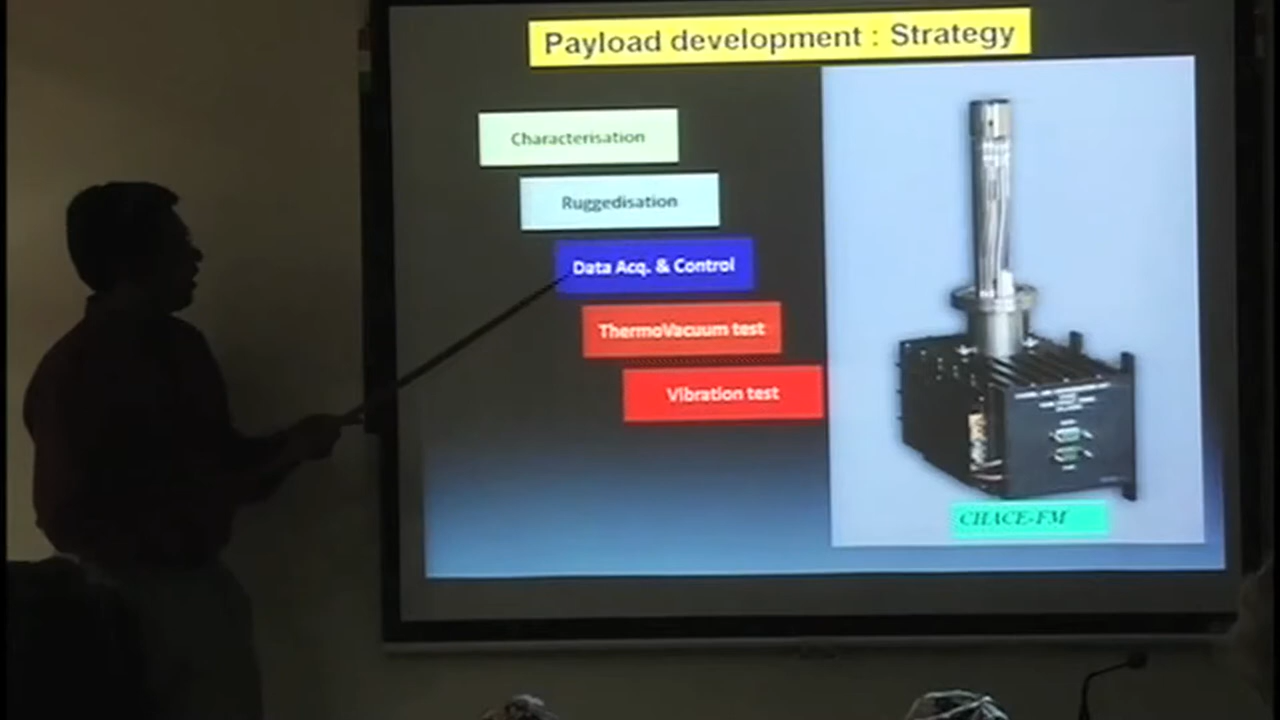 Payload development : Strategy
Characterisation
Ruggedisation
Data Acq. & Control
ThermoVacuum test
Vibration test
CHACE-FM